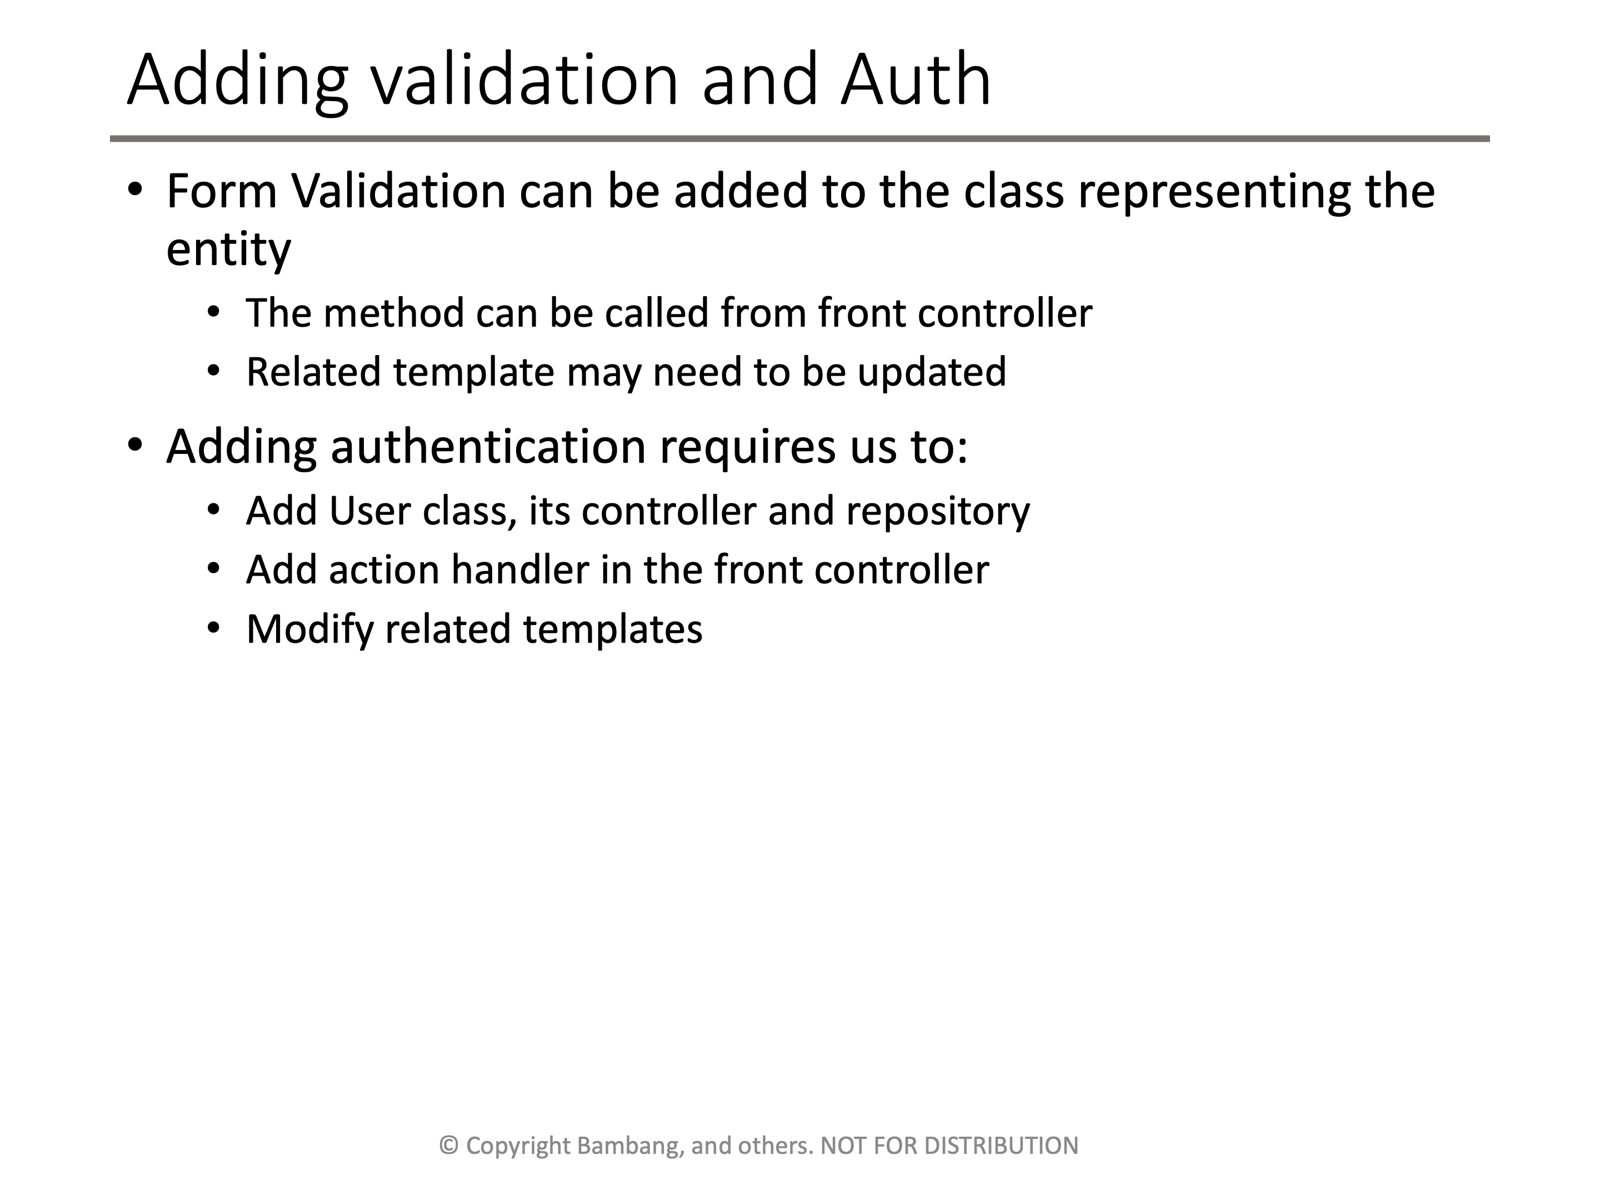 Adding validation and Auth
• Form Validation can be added to the class representing the
entity
• The method can be called from front controller
• Related template may need to be updated
• Adding authentication requires us to:
• Add User class, its controller and repository
• Add action handler in the front controller
• Modify related templates
© Copyright Bambang, and others. NOT FOR DISTRIBUTION